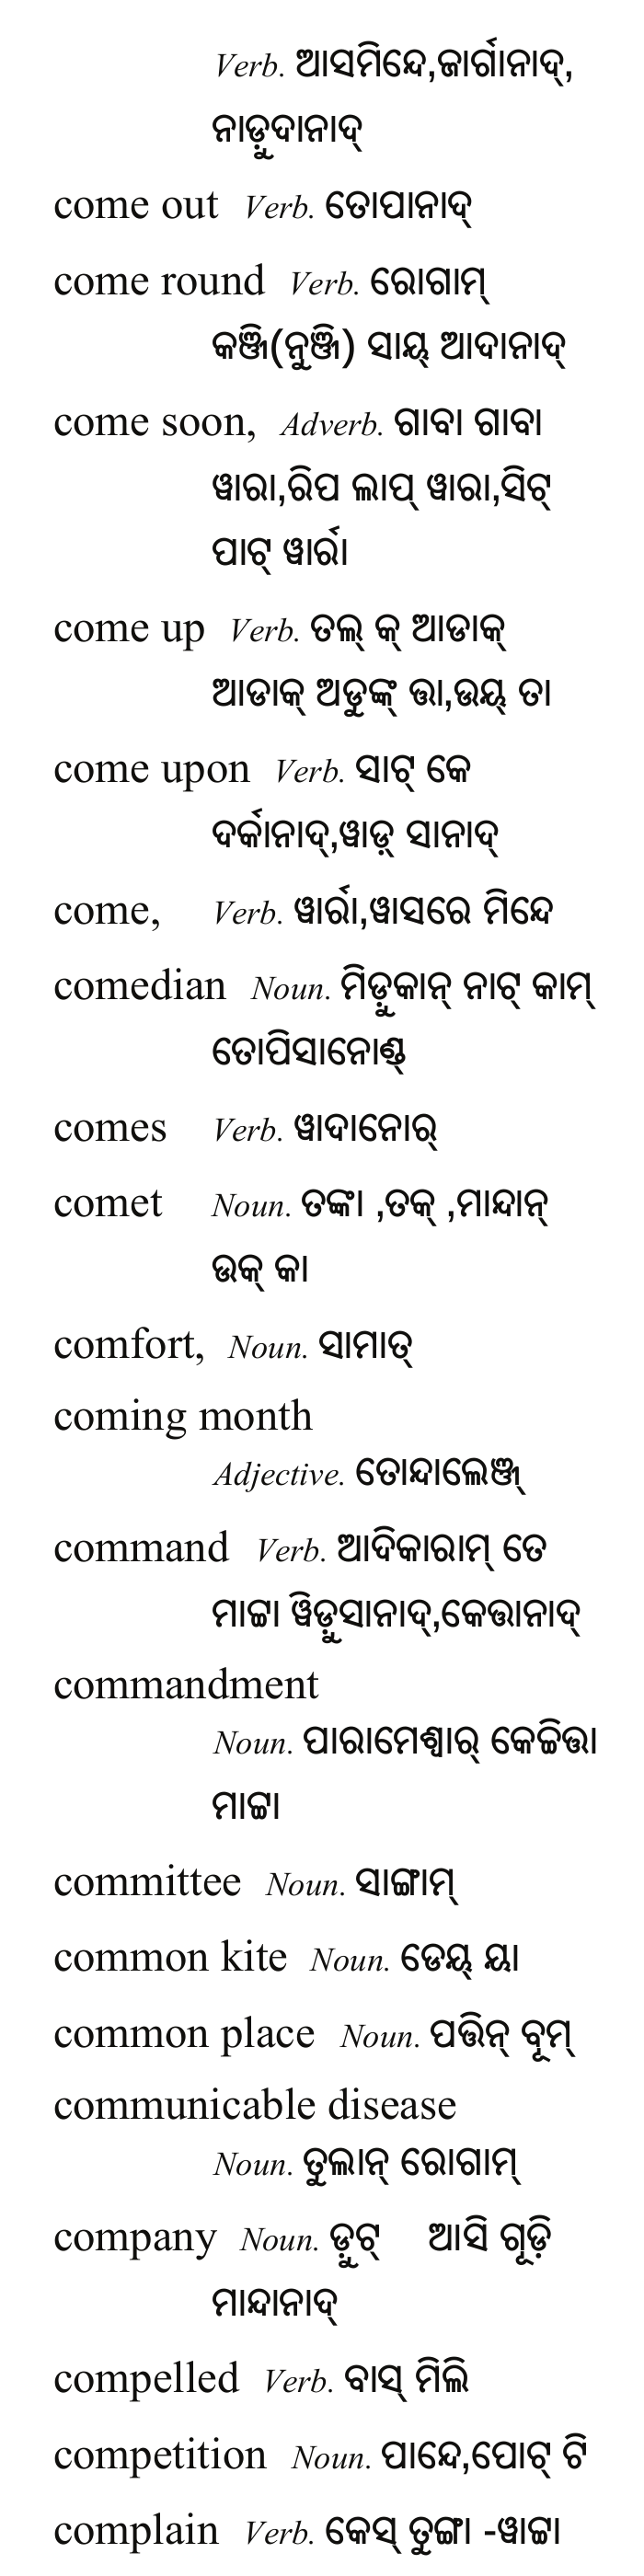 Verb. ଆସମିନ୍ଦେ,ଜାର୍ଗାନାଦ୍,
ନାଡୁ଼ଦାନାଦ୍
come out Verb. ତୋପାନାଦ୍
come round Verb. ରୋଗାମ୍
କଞ୍ଜି(ନୁଞ୍ଜି) ସାୟ୍ ଆଦାନାଦ୍
come soon, Adverb. ଗାବା ଗାବା
ୱାରା,ରିପ ଲାପ୍ ୱାରା,ସିଟ୍
ପାଟ୍ ୱାର୍ରା
come up Verb. ତଲ୍ କ୍ ଆଡାକ୍
ଆଡାକ୍ ଅଡୁଙ୍କ୍ ତ୍ତା,ଉୟ୍ ତା
come upon Verb. ସାଟ୍ କେ
ଦର୍କାନାଦ୍,ୱାଡ଼୍ ସାନାଦ୍
come, Verb. ୱାର୍ରା,ୱାସରେ ମିନ୍ଦେ
comedian Noun. ମିଡୁ଼କାନ୍ ନାଟ୍ କାମ୍
ତୋପିସାନୋଣ୍ଡ୍
comes Verb. ୱାଦାନୋର୍
comet Noun. ତଙ୍କା ,ତକ୍ ,ମାନ୍ଦାନ୍
ଉକ୍ କା
comfort, Noun. ସାମାତ୍
coming month
Adjective. ତୋନ୍ଦାଲେଞ୍ଜ୍
command Verb. ଆଦିକାରାମ୍ ତେ
ମାଟ୍ଟା ୱିଡୁ଼ସାନାଦ୍,କେତ୍ତାନାଦ୍
commandment
Noun. ପାରାମେଶ୍ୱାର୍ କେଚ୍ଚିତ୍ତା
ମାଟ୍ଟା
committee Noun. ସାଙ୍ଗାମ୍
common kite Noun. ଡେୟ୍ ୟା
common place Noun. ପତ୍ତିନ୍ ବୂମ୍
communicable disease
Noun. ତୁଲାନ୍ ରୋଗାମ୍
company Noun. ଡୁ଼ଟ୍ ଆସି ଗୂଡ଼ି
ମାନ୍ଦାନାଦ୍
compelled Verb. ବାସ୍ ମିଲି
competition Noun. ପାନ୍ଦେ,ପୋଟ୍ ଟି
complain Verb. କେସ୍ ତୁଙ୍ଗା -ୱାଟ୍ଟା